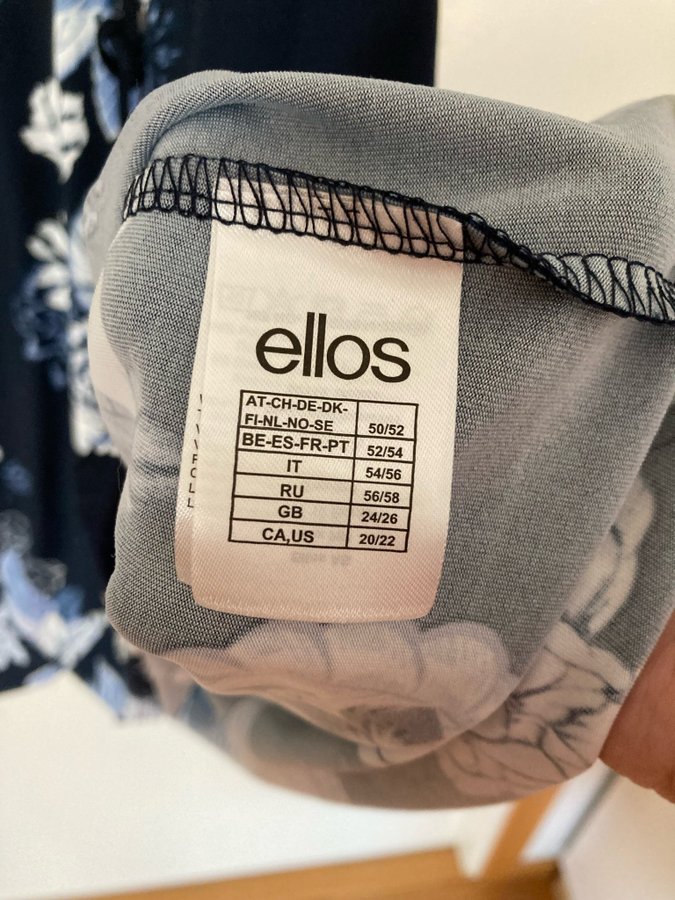 ellos
AT-CH-DE-DK-
FI-NL-NO-SE 50/52
BE-ES-FR-PT 52/54
IT 54/56
RU 56/58
GB 24/26
CA,US 20/22